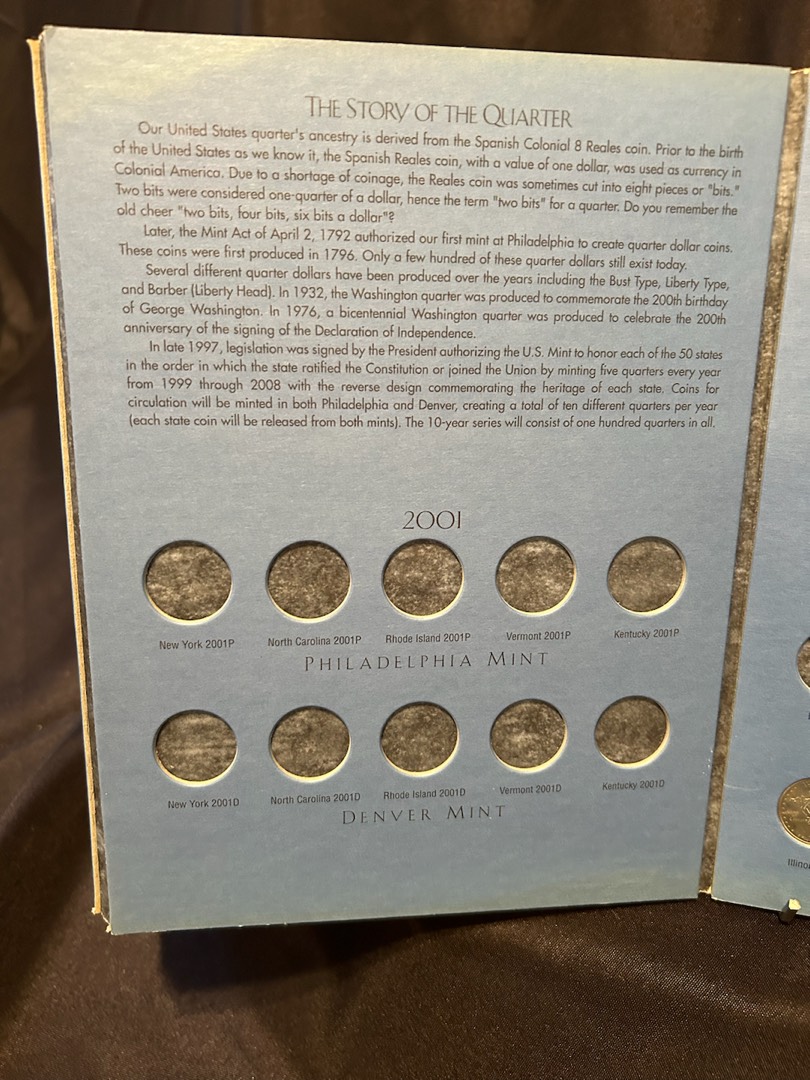 THE STORY OF THE QUARTER
Our United States quarter's ancestry is derived from the Spanish Colonial 8 Reales coin. Prior to the birth
of the United States as we know it, the Spanish Reales coin, with a value of one dollar, was used as currency in
Colonial America. Due to a shortage of coinage, the Reales coin was sometimes cut into eight pieces or "bits."
Two bits were considered one-quarter of a dollar, hence the term "two bits" for a quarter. Do you remember the
old cheer "two bits, four bits, six bits a dollar"?
Later, the Mint Act of April 2, 1792 authorized our first mint at Philadelphia to create quarter dollar coins.
These coins were first produced in 1796. Only a few hundred of these quarter dollars still exist today.
Several different quarter dollars have been produced over the years including the Bust Type, Liberty Type,
and Barber (Liberty Head). In 1932, the Washington quarter was produced to commemorate the 200th birthday
of George Washington. In 1976, a bicentennial Washington quarter was produced to celebrate the 200th
anniversary of the signing of the Declaration of Independence.
In late 1997, legislation was signed by the President authorizing the U.S. Mint to honor each of the 50 states
in the order in which the state ratified the Constitution or joined the Union by minting five quarters every year
from 1999 through 2008 with the reverse design commemorating the heritage of each state. Coins for
circulation will be minted in both Philadelphia and Denver, creating a total of ten different quarters per year
(each state coin will be released from both mints). The 10-year series will consist of one hundred quarters in all.
2001
New York 2001P North Carolina 2001P Rhode Island 2001P Vermont 2001P Kentucky 2001P
PHILADELPHIA MINT
New York 2001D North Carolina 2001D Rhode Island 2001D Vermont 2001D Kentucky 2001D
DENVER MINT